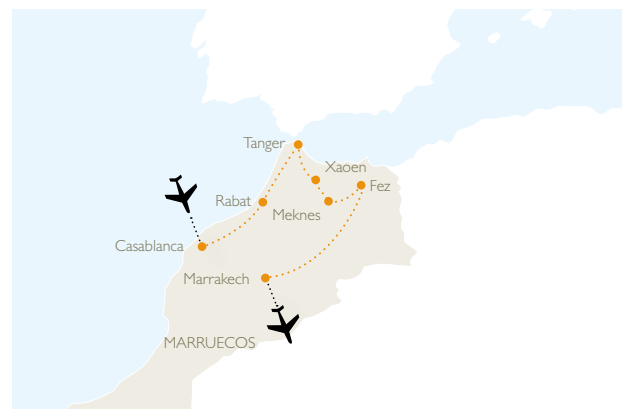 Tanger
Xaoen
Fez
Rabat
Meknes
Casablanca
Marrakech
MARRUECOS